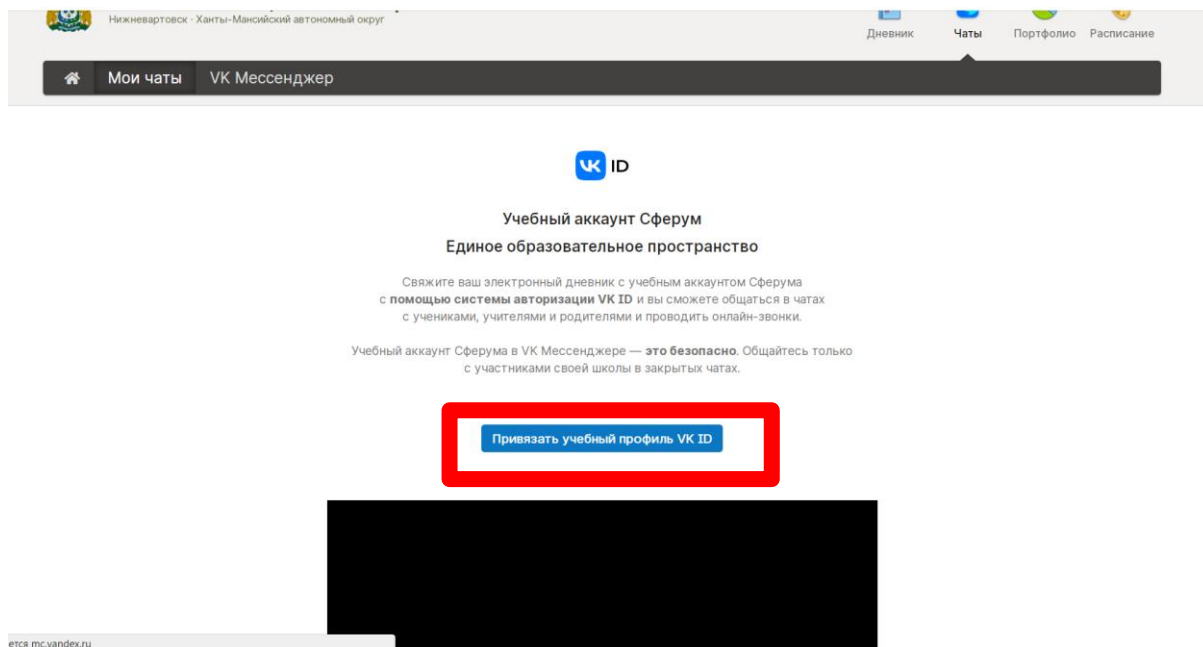 Нижневартовск · Ханты-Мансийский автономный округ
Дневник Чаты Портфолио Расписание
Мои чаты VK Мессенджер
VK ID
Учебный аккаунт Сферум
Единое образовательное пространство
Свяжите ваш электронный дневник с учебным аккаунтом Сферума
с помощью системы авторизации VK ID и вы сможете общаться в чатах
с учениками, учителями и родителями и проводить онлайн-звонки.
Учебный аккаунт Сферума в VK Мессенджере — это безопасно. Общайтесь только
с участниками своей школы в закрытых чатах.
Привязать учебный профиль VK ID
ется mc.yandex.ru